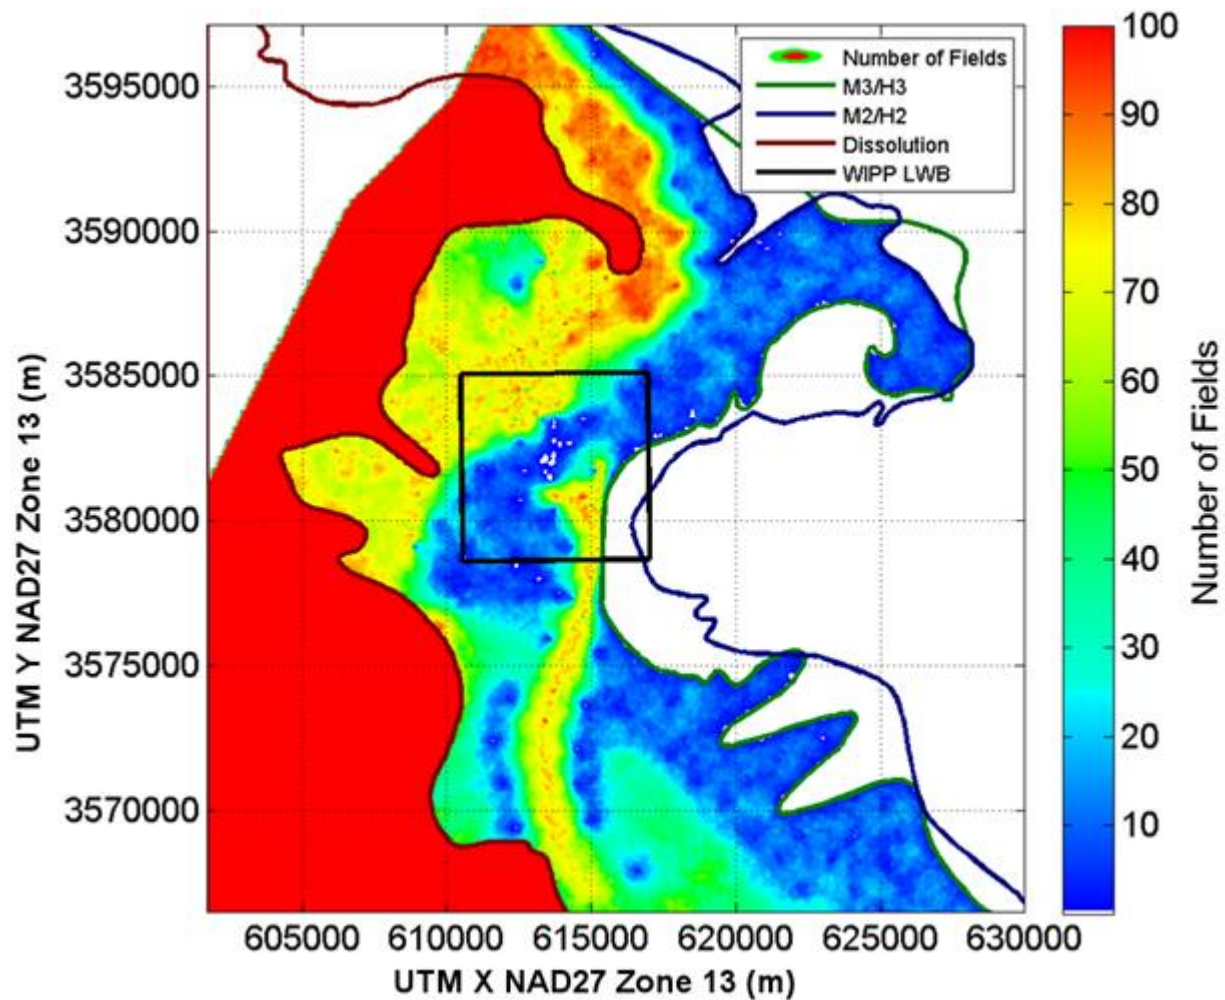 Number of Fields
M3/H3
M2/H2
Dissolution
WIPP LWB
3595000
3590000
3585000
3580000
3575000
3570000
UTM Y NAD27 Zone 13 (m)
605000 610000 615000 620000 625000 630000
UTM X NAD27 Zone 13 (m)
100
90
80
70
60
50
40
30
20
10
Number of Fields